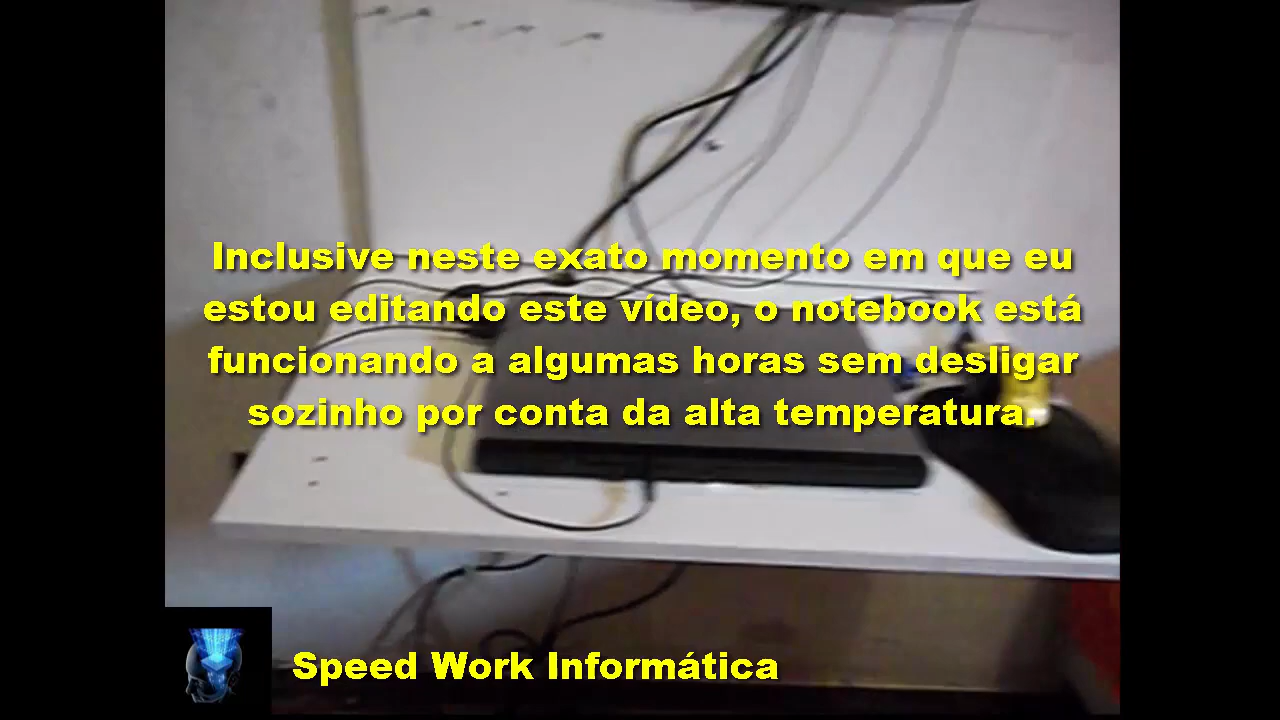 Inclusive neste exato momento em que eu
estou editando este vídeo, o notebook está
funcionando a algumas horas sem desligar
sozinho por conta da alta temperatura.
Speed Work Informática